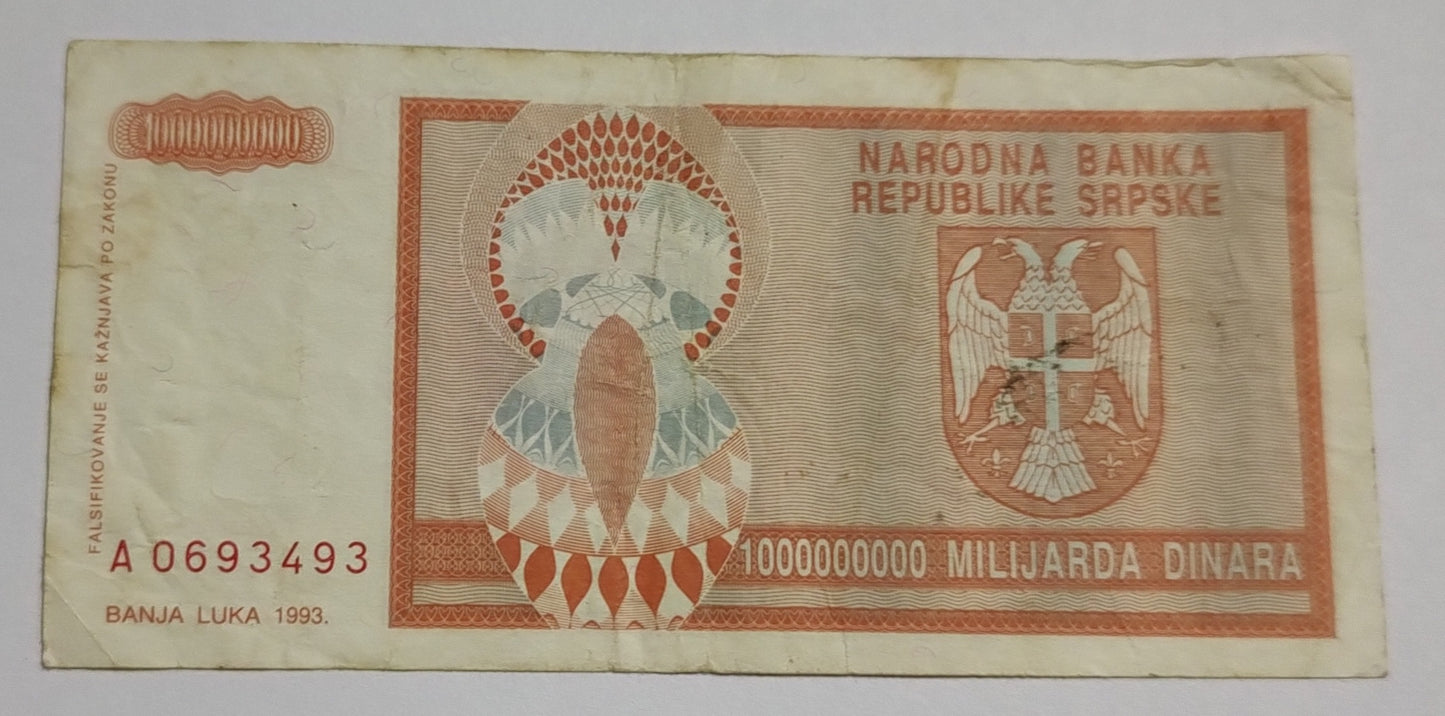 1000000000
FALSIFIKOVANJE SE KAŽNJAVA PO ZAKONU
NARODNA BANKA
REPUBLIKE SRPSKE
1000000000 MILIJARDA DINARA
A 0693493
BANJA LUKA 1993.